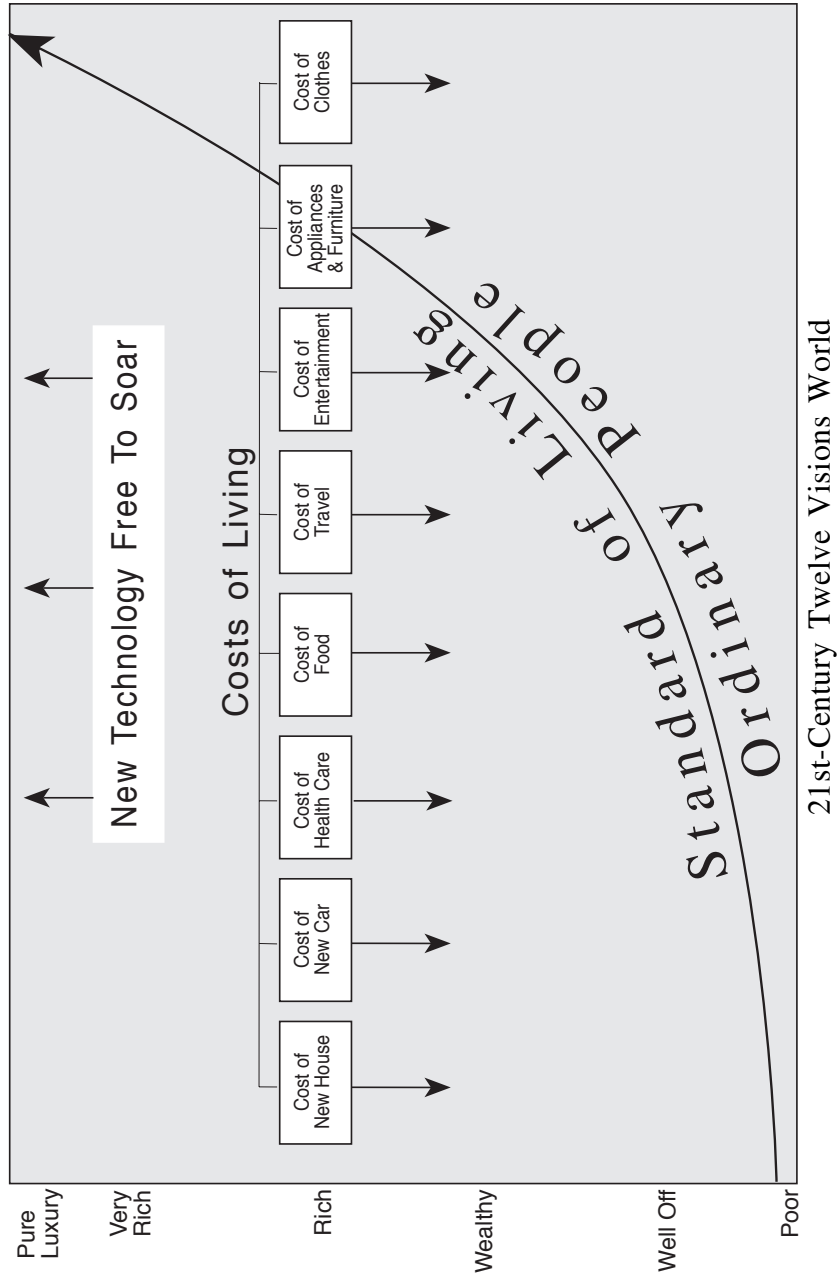 Pure
Luxury
Very
Rich
Rich
Wealthy
Well Off
Poor
New Technology Free To Soar
Costs of Living
Cost of
New House
Cost of
New Car
Cost of
Health Care
Cost of
Food
Cost of
Travel
Cost of
Entertainment
Cost of
Appliances
& Furniture
Cost of
Clothes
Standard of Living
Ordinary People
21st-Century Twelve Visions World